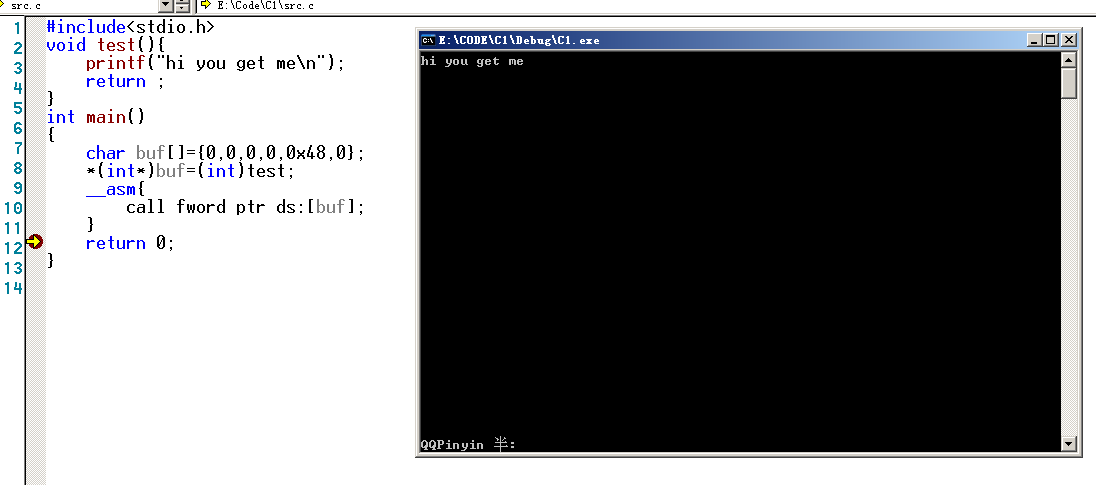 src.c E:\Code\C1\src.c
1 #include<stdio.h>
2 void test(){
3 printf("hi you get me\n");
4 return ;
5 }
6 int main()
7 {
8 char buf[]={0,0,0,0,0x48,0};
9 *(int*)buf=(int)test;
10 __asm{
11 call fword ptr ds:[buf];
12 }
13 return 0;
14 }
E:\CODE\C1\Debug\C1.exe
hi you get me
QQPinyin 半: